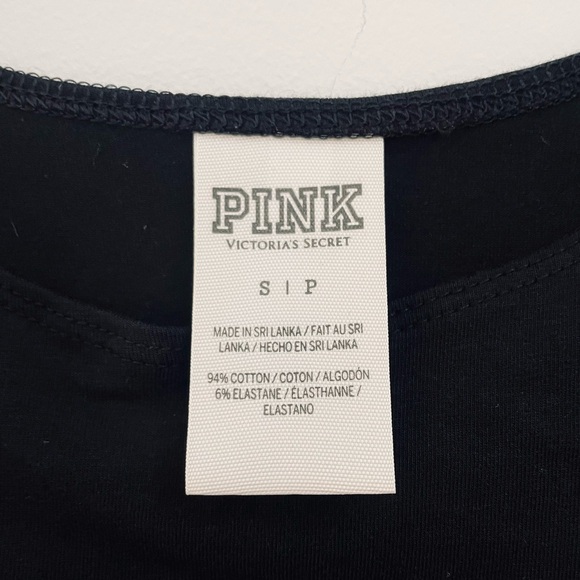 PINK
VICTORIA'S SECRET
S | P
MADE IN SRI LANKA / FAIT AU SRI
LANKA / HECHO EN SRI LANKA
94% COTTON / COTON / ALGODÓN
6% ELASTANE / ÉLASTHANNE /
ELASTANO